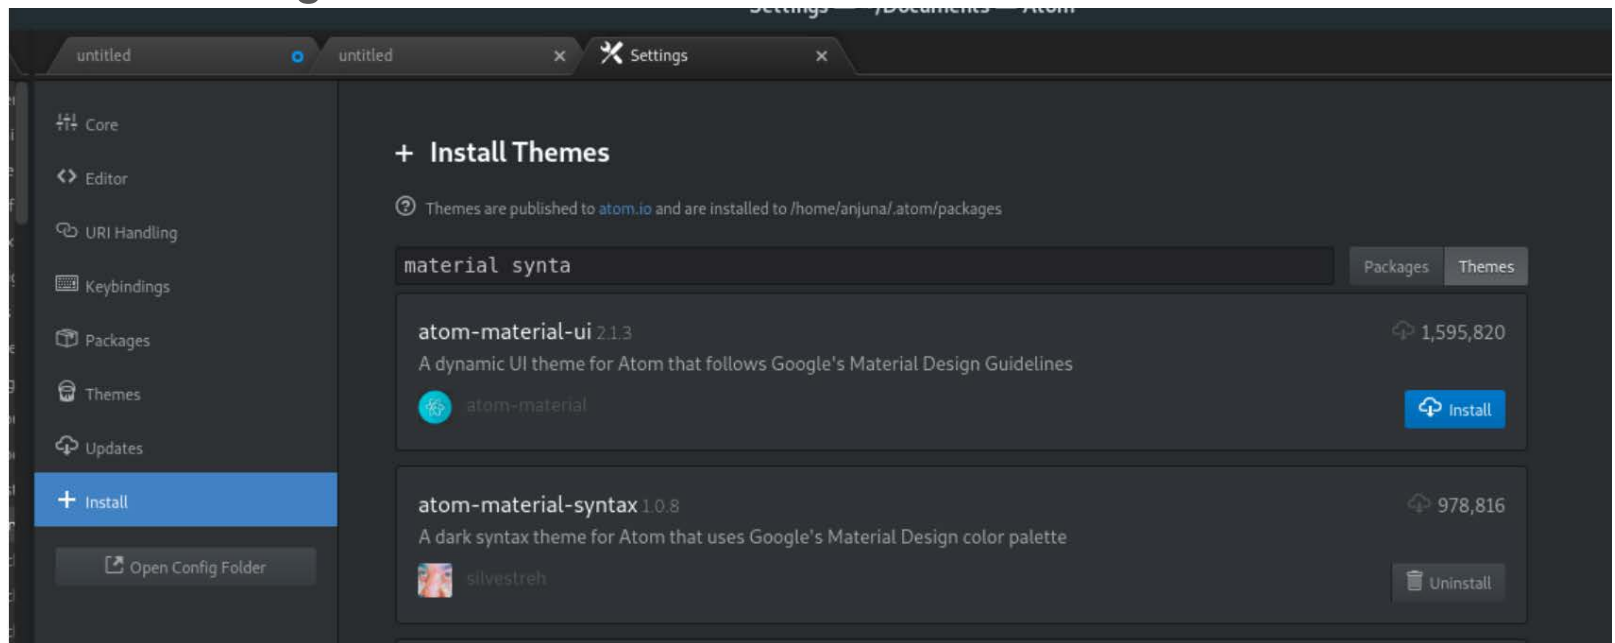 Settings — ~/Documents — Atom
untitled
untitled
Settings
Core
Editor
URI Handling
Keybindings
Packages
Themes
Updates
Install
Open Config Folder
+ Install Themes
Themes are published to atom.io and are installed to /home/anjuna/.atom/packages
material synta
Packages Themes
atom-material-ui 2.1.3 1,595,820
A dynamic UI theme for Atom that follows Google's Material Design Guidelines
atom-material
Install
atom-material-syntax 1.0.8 978,816
A dark syntax theme for Atom that uses Google's Material Design color palette
silvestreh
Uninstall